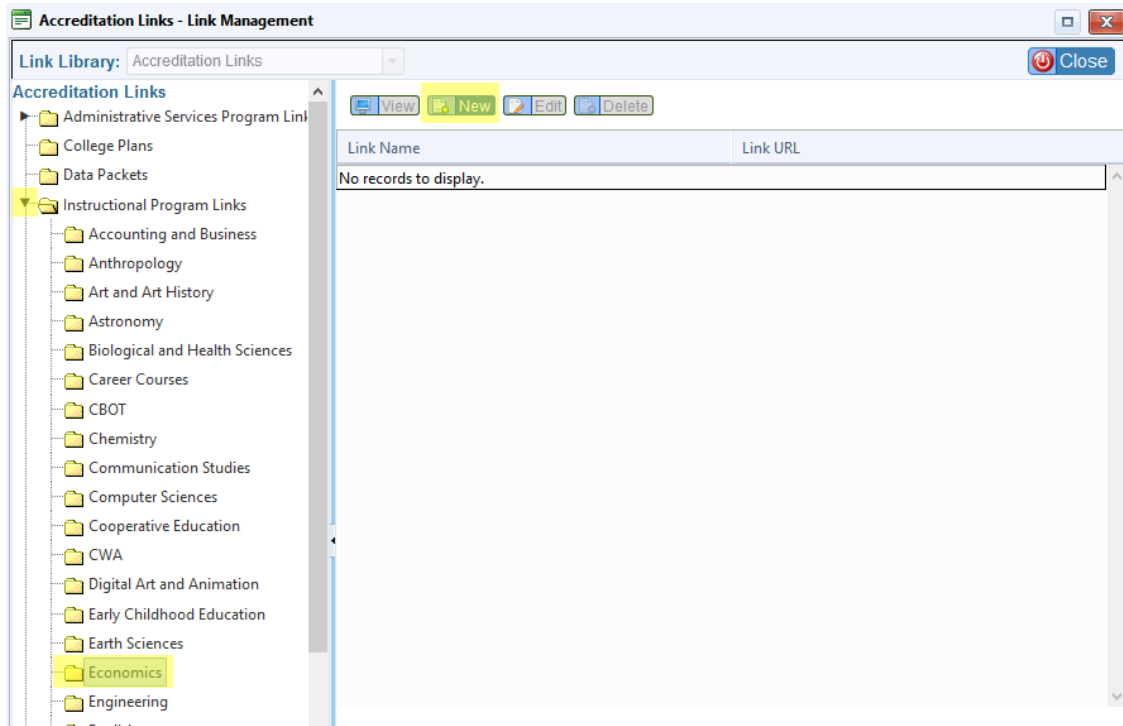 Accreditation Links - Link Management
Link Library: Accreditation Links
Close
Accreditation Links
Administrative Services Program Link
College Plans
Data Packets
Instructional Program Links
Accounting and Business
Anthropology
Art and Art History
Astronomy
Biological and Health Sciences
Career Courses
CBOT
Chemistry
Communication Studies
Computer Sciences
Cooperative Education
CWA
Digital Art and Animation
Early Childhood Education
Earth Sciences
Economics
Engineering
View New Edit Delete
Link Name Link URL
No records to display.